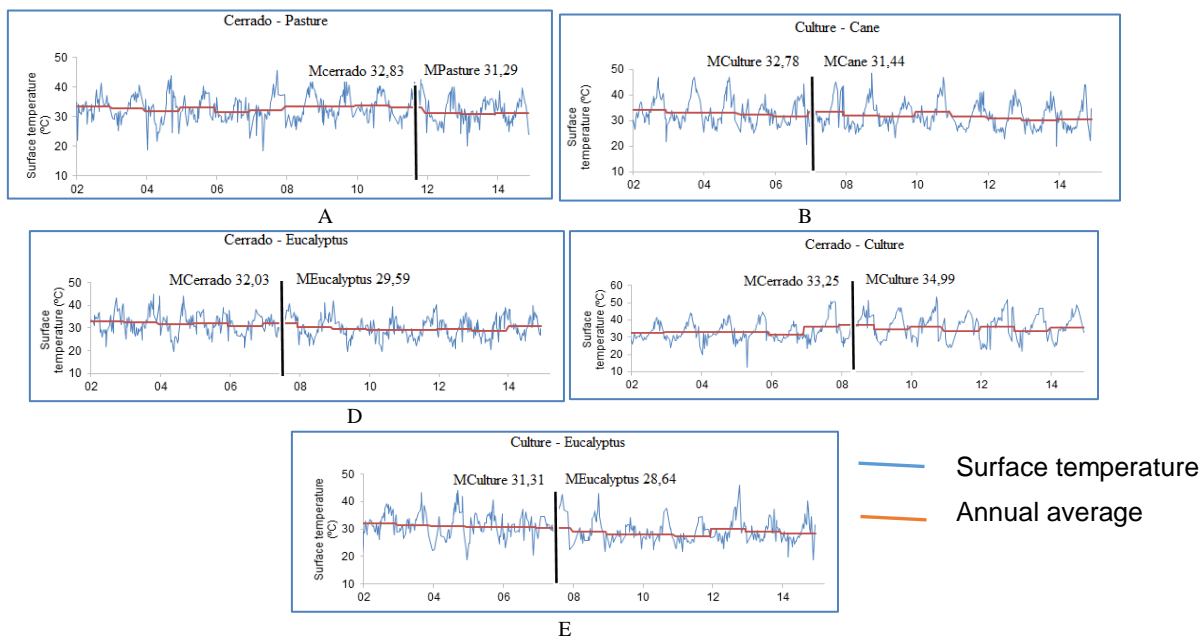 Cerrado - Pasture
Mcerrado 32,83 MPasture 31,29
Surface temperature
(ºC)
50
40
30
20
10
02 04 06 08 10 12 14
A
Culture - Cane
MCulture 32,78 MCane 31,44
Surface
temperature (ºC)
50
40
30
20
10
02 04 06 08 10 12 14
B
Cerrado - Eucalyptus
MCerrado 32,03 MEucalyptus 29,59
Surface
temperature (ºC)
50
40
30
20
10
02 04 06 08 10 12 14
D
Cerrado - Culture
MCerrado 33,25 MCulture 34,99
Surface
temperature (ºC)
60
50
40
30
20
10
02 04 06 08 10 12 14
Culture - Eucalyptus
MCulture 31,31 MEucalyptus 28,64
Surface temperature
(ºC)
50
40
30
20
10
02 04 06 08 10 12 14
E
Surface temperature
Annual average